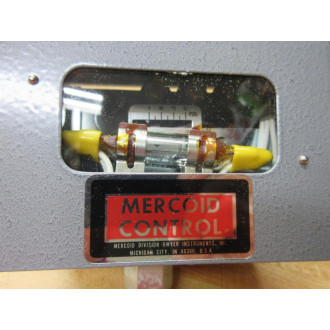 MERCOID
CONTROL
MERCOID DIVISION DWYER INSTRUMENTS, INC.
MICHIGAN CITY, IN 46360, U.S.A.